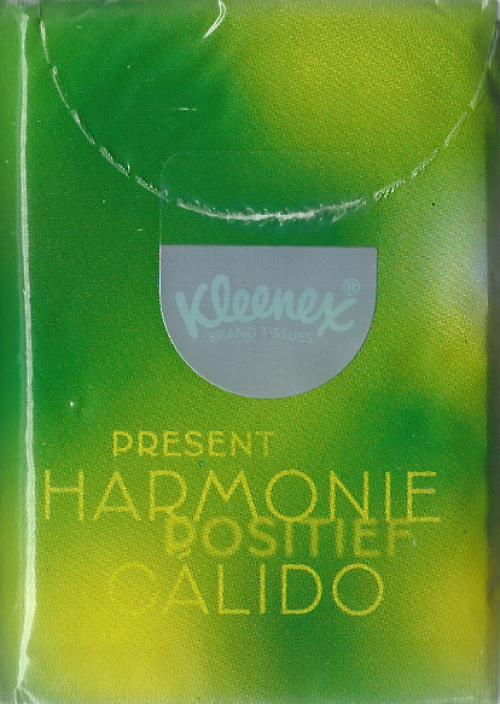 Kleenex®
BRAND TISSUES
PRESENT
HARMONIE
POSITIEF
CÁLIDO